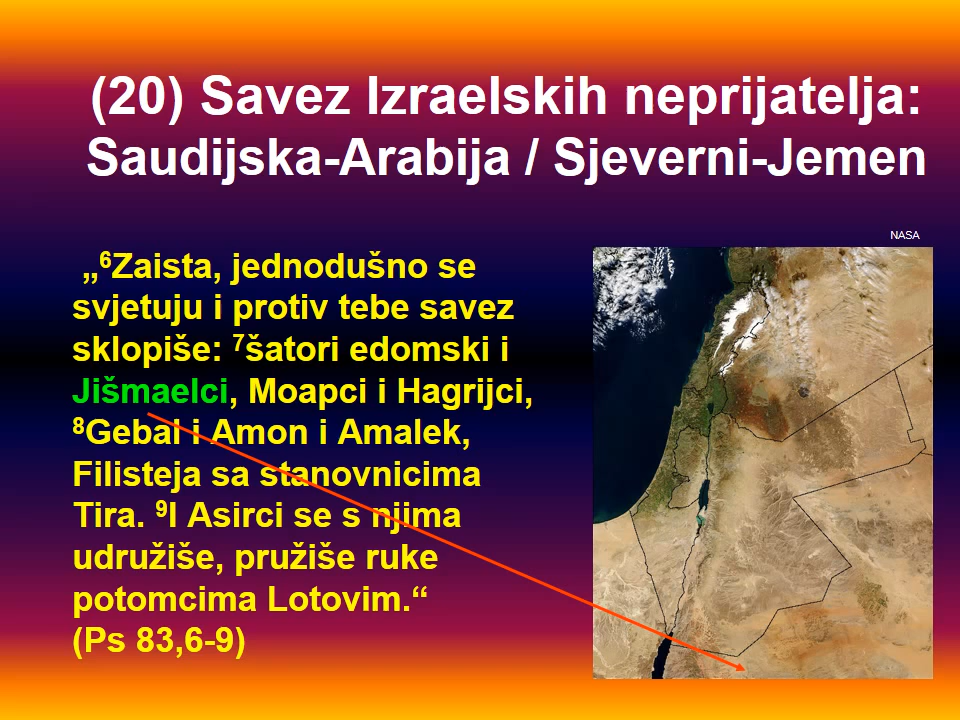 (20) Savez Izraelskih neprijatelja:
Saudijska-Arabija / Sjeverni-Jemen
NASA
„⁶Zaista, jednodušno se
svjetuju i protiv tebe savez
sklopiše: ⁷šatori edomski i
Jišmaelci, Moapci i Hagrijci,
⁸Gebal i Amon i Amalek,
Filisteja sa stanovnicima
Tira. ⁹I Asirci se s njima
udružiše, pružiše ruke
potomcima Lotovim.“
(Ps 83,6-9)